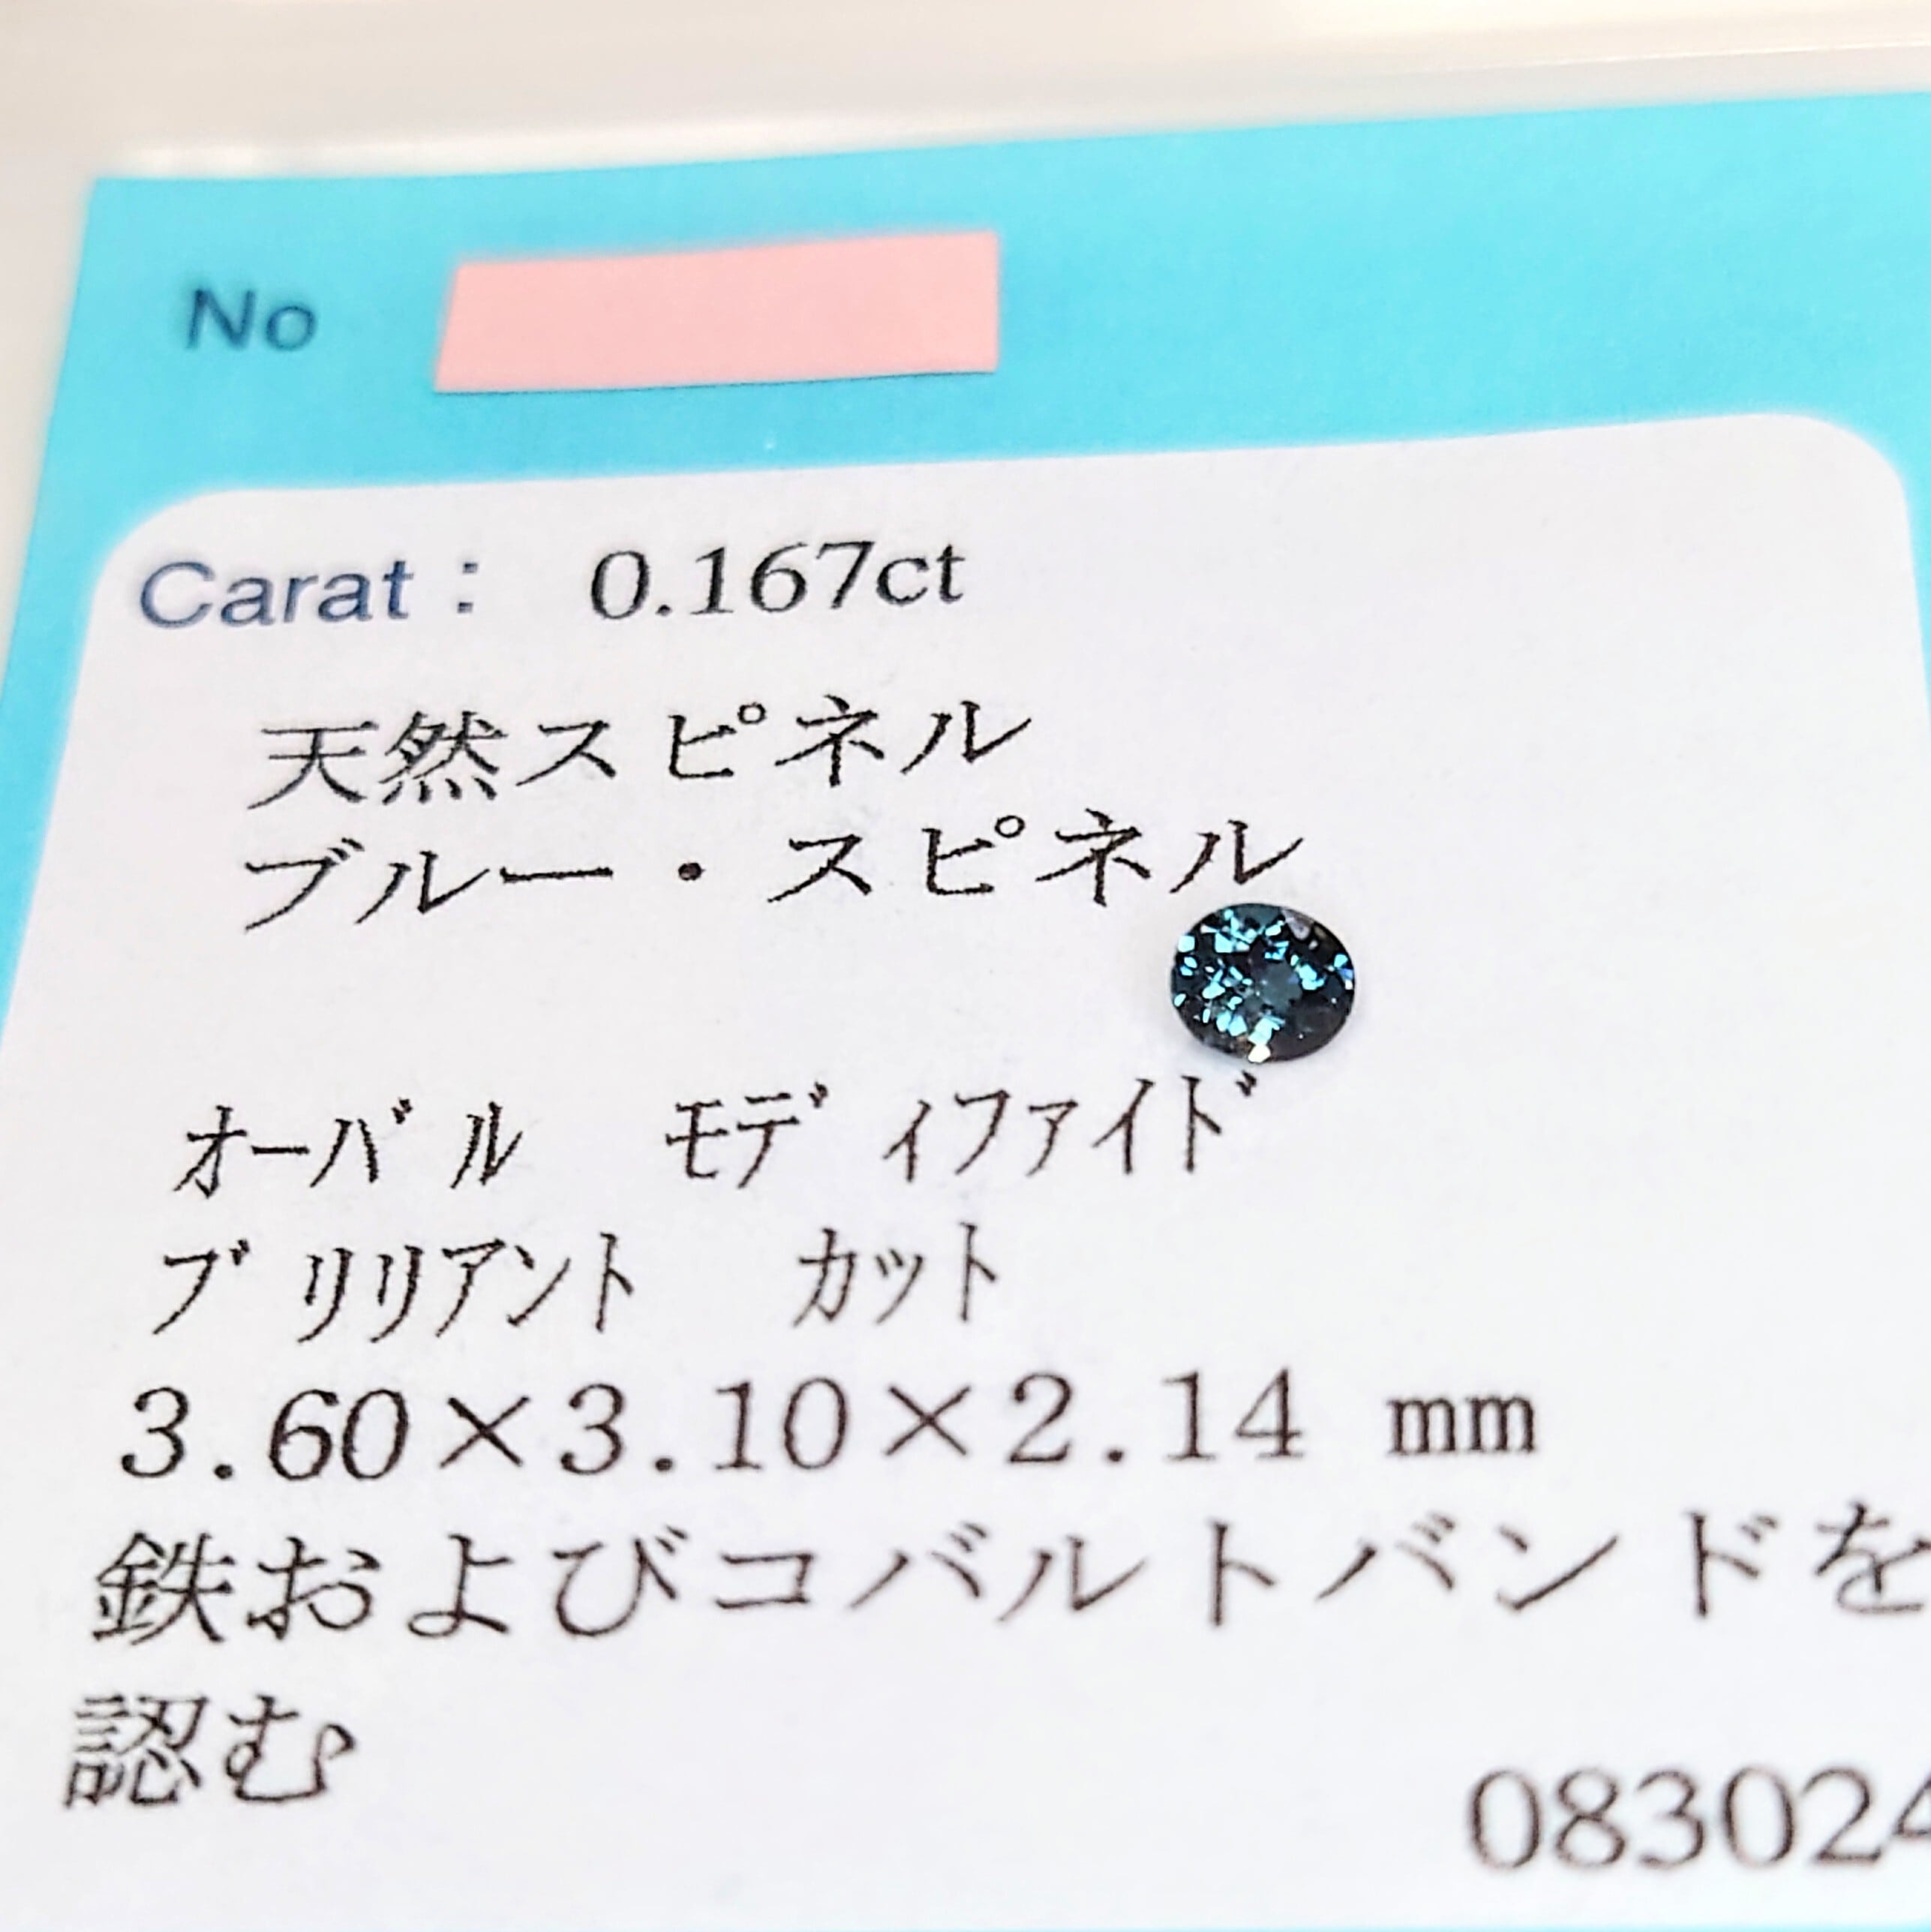 No
Carat : 0.167ct
天然スピネル
ブルー・スピネル
ｵｰﾊﾞﾙ ﾓﾃﾞｨﾌｧｲﾄﾞ
ﾌﾞﾘﾘｱﾝﾄ ｶｯﾄ
3.60×3.10×2.14 mm
鉄およびコバルトバンドを
認む
083024